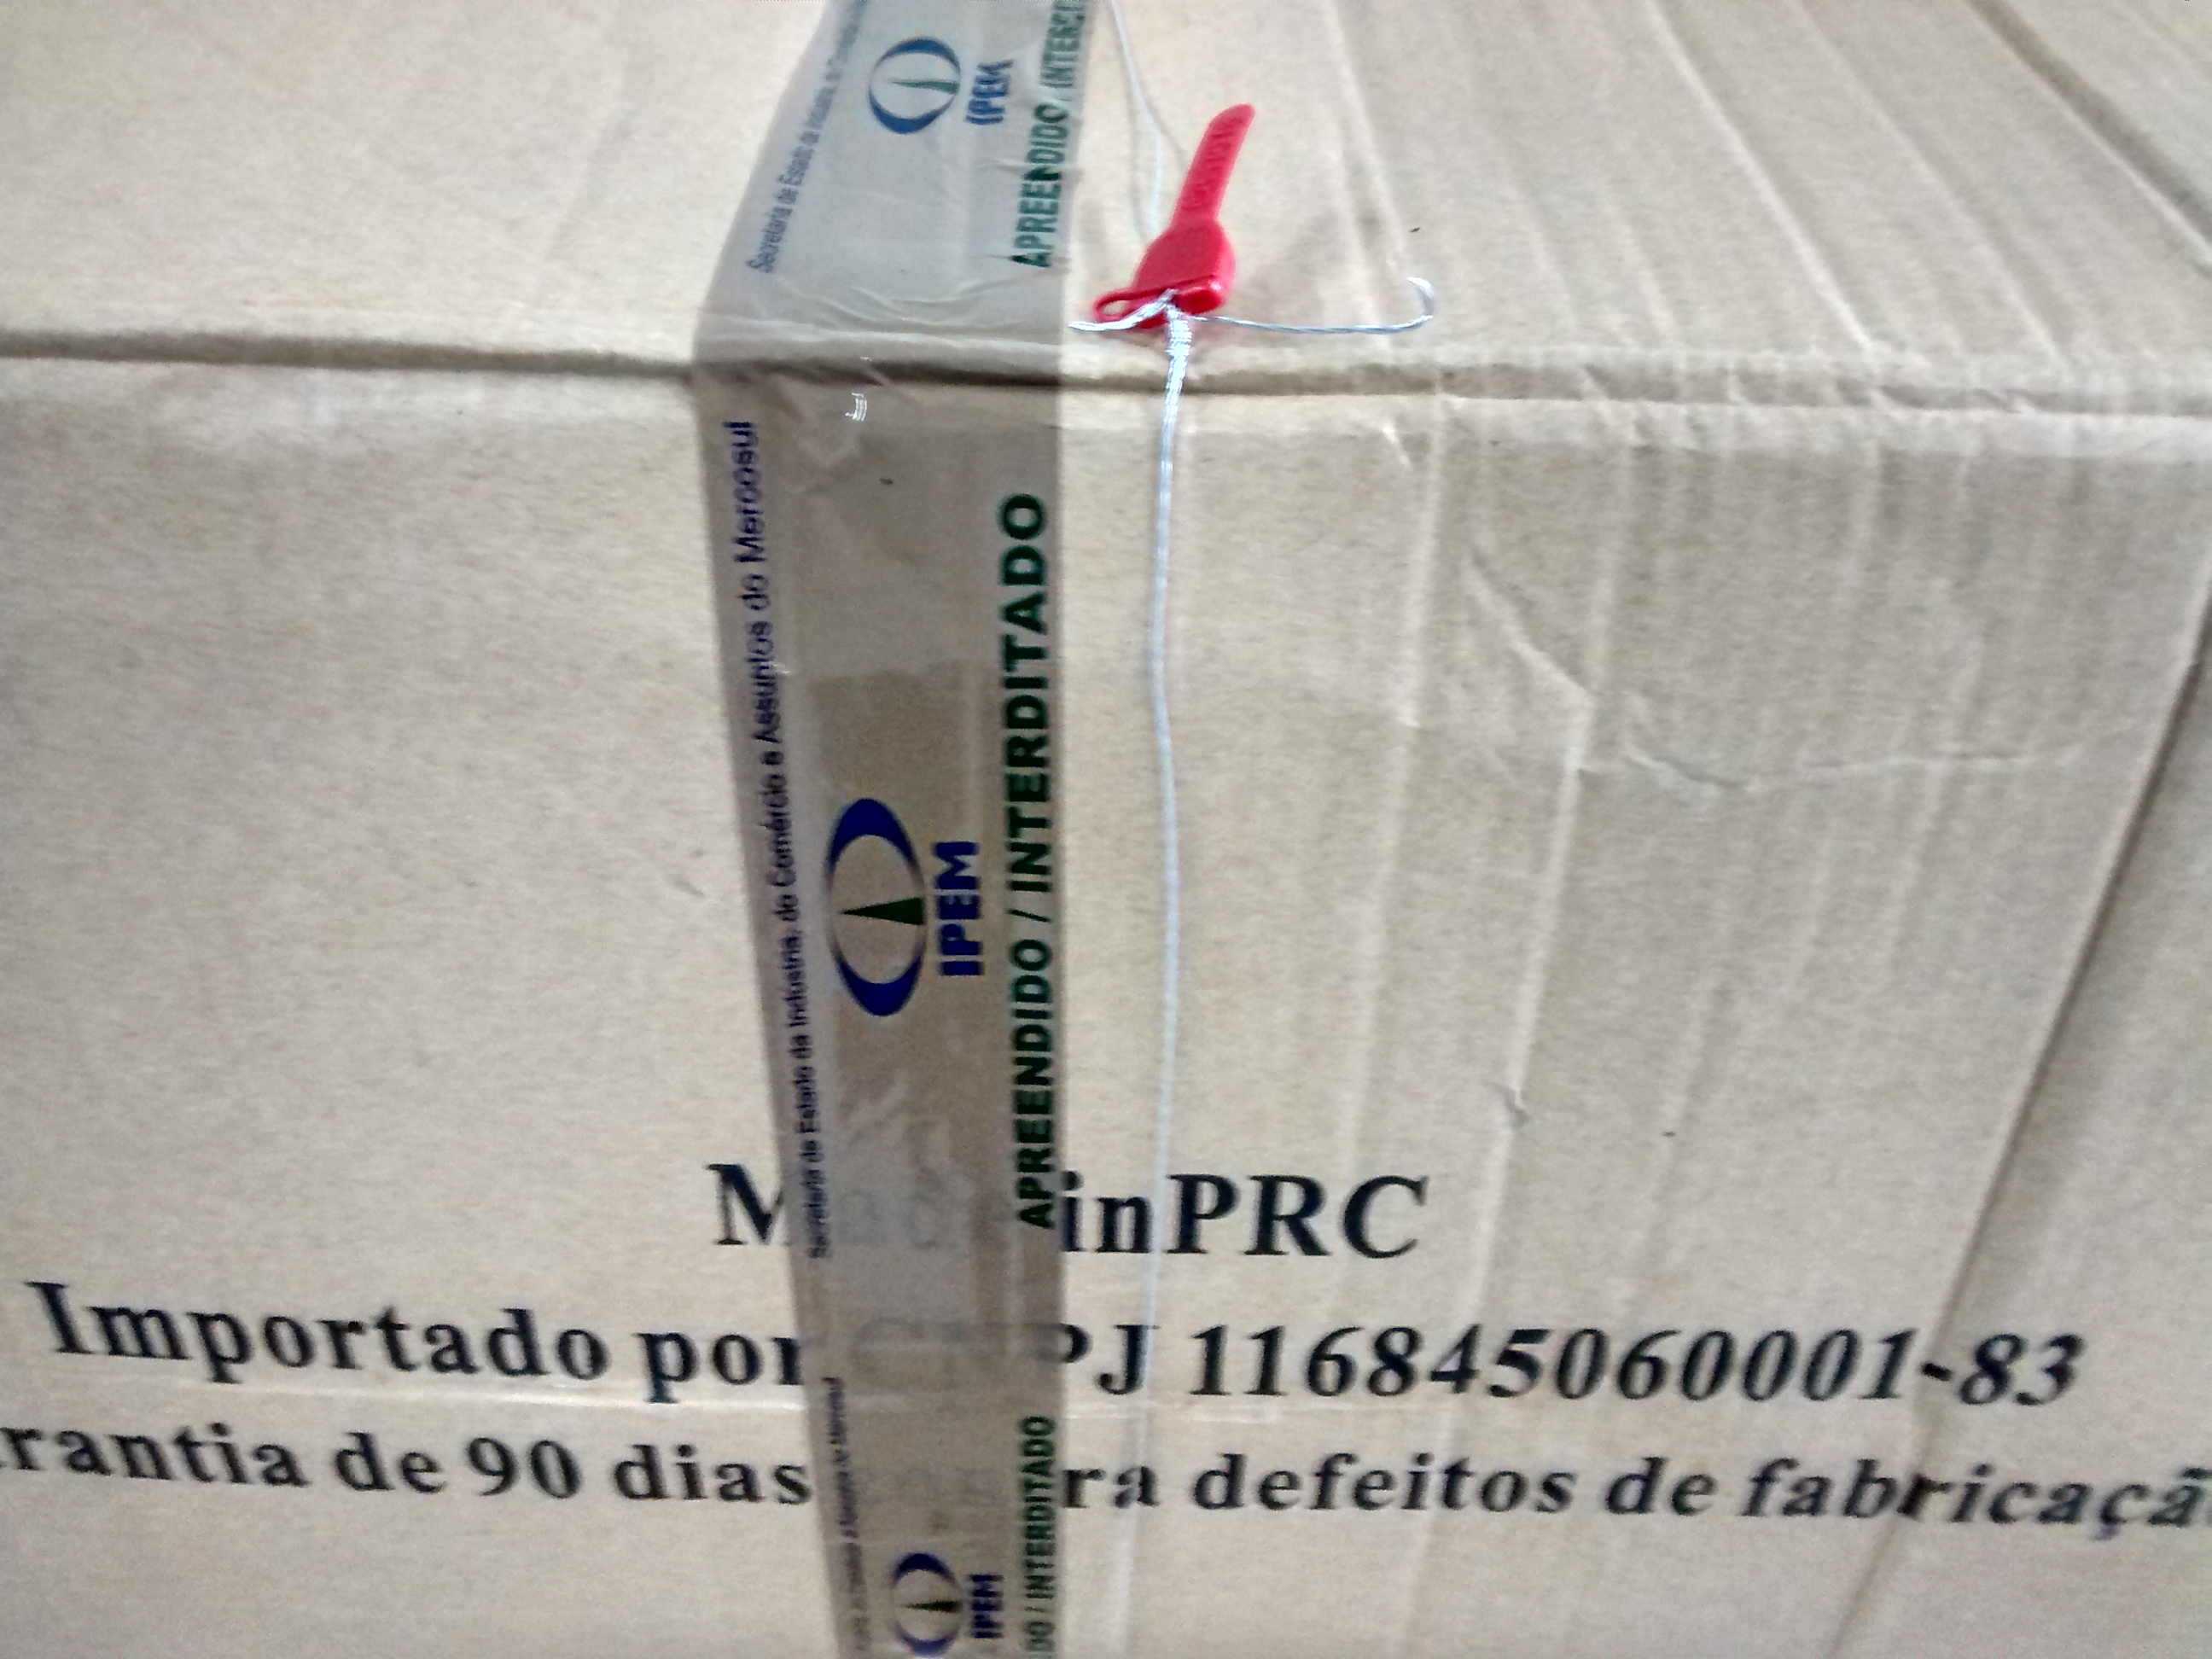 Secretaria de Estado da Indústria, do Comércio e Assuntos do Mercosul
IPEM
APREENDIDO / INTERDITADO
Secretaria de Estado da Indústria, do Comércio
IPEM
APREENDIDO / INTERDITADO
M inPRC
Importado por PJ 116845060001-83
rantia de 90 dias ra defeitos de fabricaçã
IPEM
DO / INTERDITADO